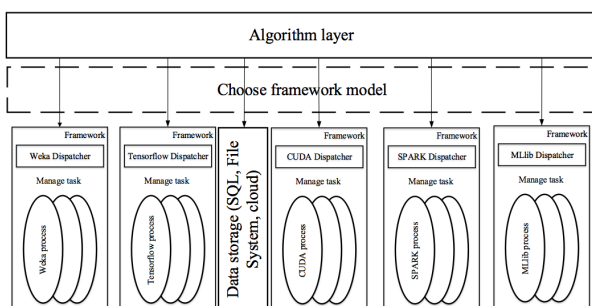 Algorithm layer
Choose framework model
Framework
Weka Dispatcher
Manage task
Weka process
Framework
Tensorflow Dispatcher
Manage task
Tensorflow process
Data storage (SQL, File
System, cloud)
Framework
CUDA Dispatcher
Manage task
CUDA process
Framework
SPARK Dispatcher
Manage task
SPARK process
Framework
MLlib Dispatcher
Manage task
MLlib process